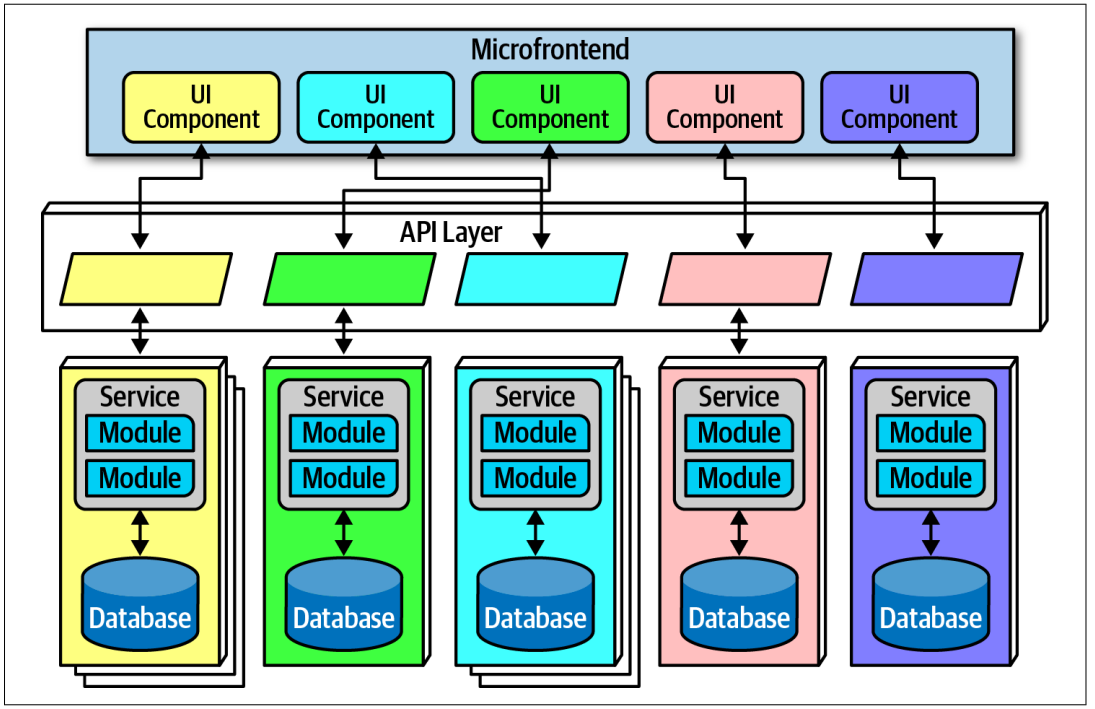 Microfrontend
UI
Component
UI
Component
UI
Component
UI
Component
UI
Component
API Layer
Service
Module
Module
Database
Service
Module
Module
Database
Service
Module
Module
Database
Service
Module
Module
Database
Service
Module
Module
Database